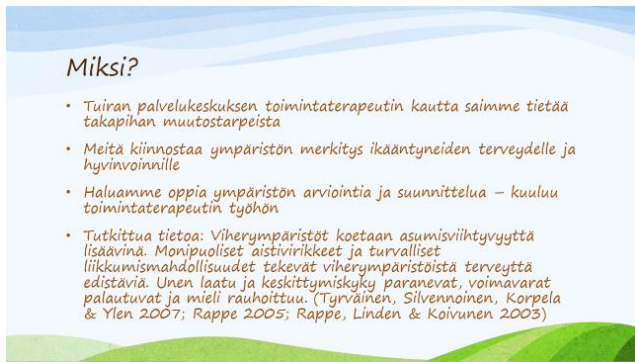 Miksi?
• Tuiran palvelukeskuksen toimintaterapeutin kautta saimme tietää
takapihan muutostarpeista
• Meitä kiinnostaa ympäristön merkitys ikääntyneiden terveydelle ja
hyvinvoinnille
• Haluamme oppia ympäristön arviointia ja suunnittelua – kuuluu
toimintaterapeutin työhön
• Tutkittua tietoa: Viherympäristöt koetaan asumisviihtyvyyttä
lisäävinä. Monipuoliset aistivirikkeet ja turvalliset
liikkumismahdollisuudet tekevät viherympäristöistä terveyttä
edistäviä. Unen laatu ja keskittymiskyky paranevat, voimavarat
palautuvat ja mieli rauhoittuu. (Tyrväinen, Silvennoinen, Korpela
& Ylen 2007; Rappe 2005; Rappe, Linden & Koivunen 2003)